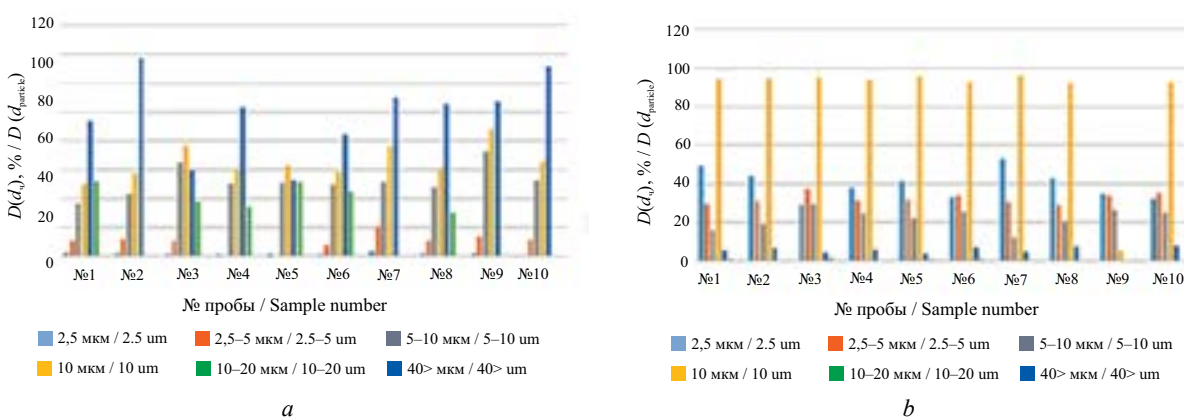 120
100
80
60
40
20
0
D(dч), % / D (dparticle)
№1 №2 №3 №4 №5 №6 №7 №8 №9 №10
№ пробы / Sample number
2,5 мкм / 2.5 um 2,5–5 мкм / 2.5–5 um 5–10 мкм / 5–10 um
10 мкм / 10 um 10–20 мкм / 10–20 um 40> мкм / 40> um
a
120
100
80
60
40
20
0
D(dч), % / D (dparticle)
№1 №2 №3 №4 №5 №6 №7 №8 №9 №10
№ пробы / Sample number
2,5 мкм / 2.5 um 2,5–5 мкм / 2.5–5 um 5–10 мкм / 5–10 um
10 мкм / 10 um 10–20 мкм / 10–20 um 40> мкм / 40> um
b